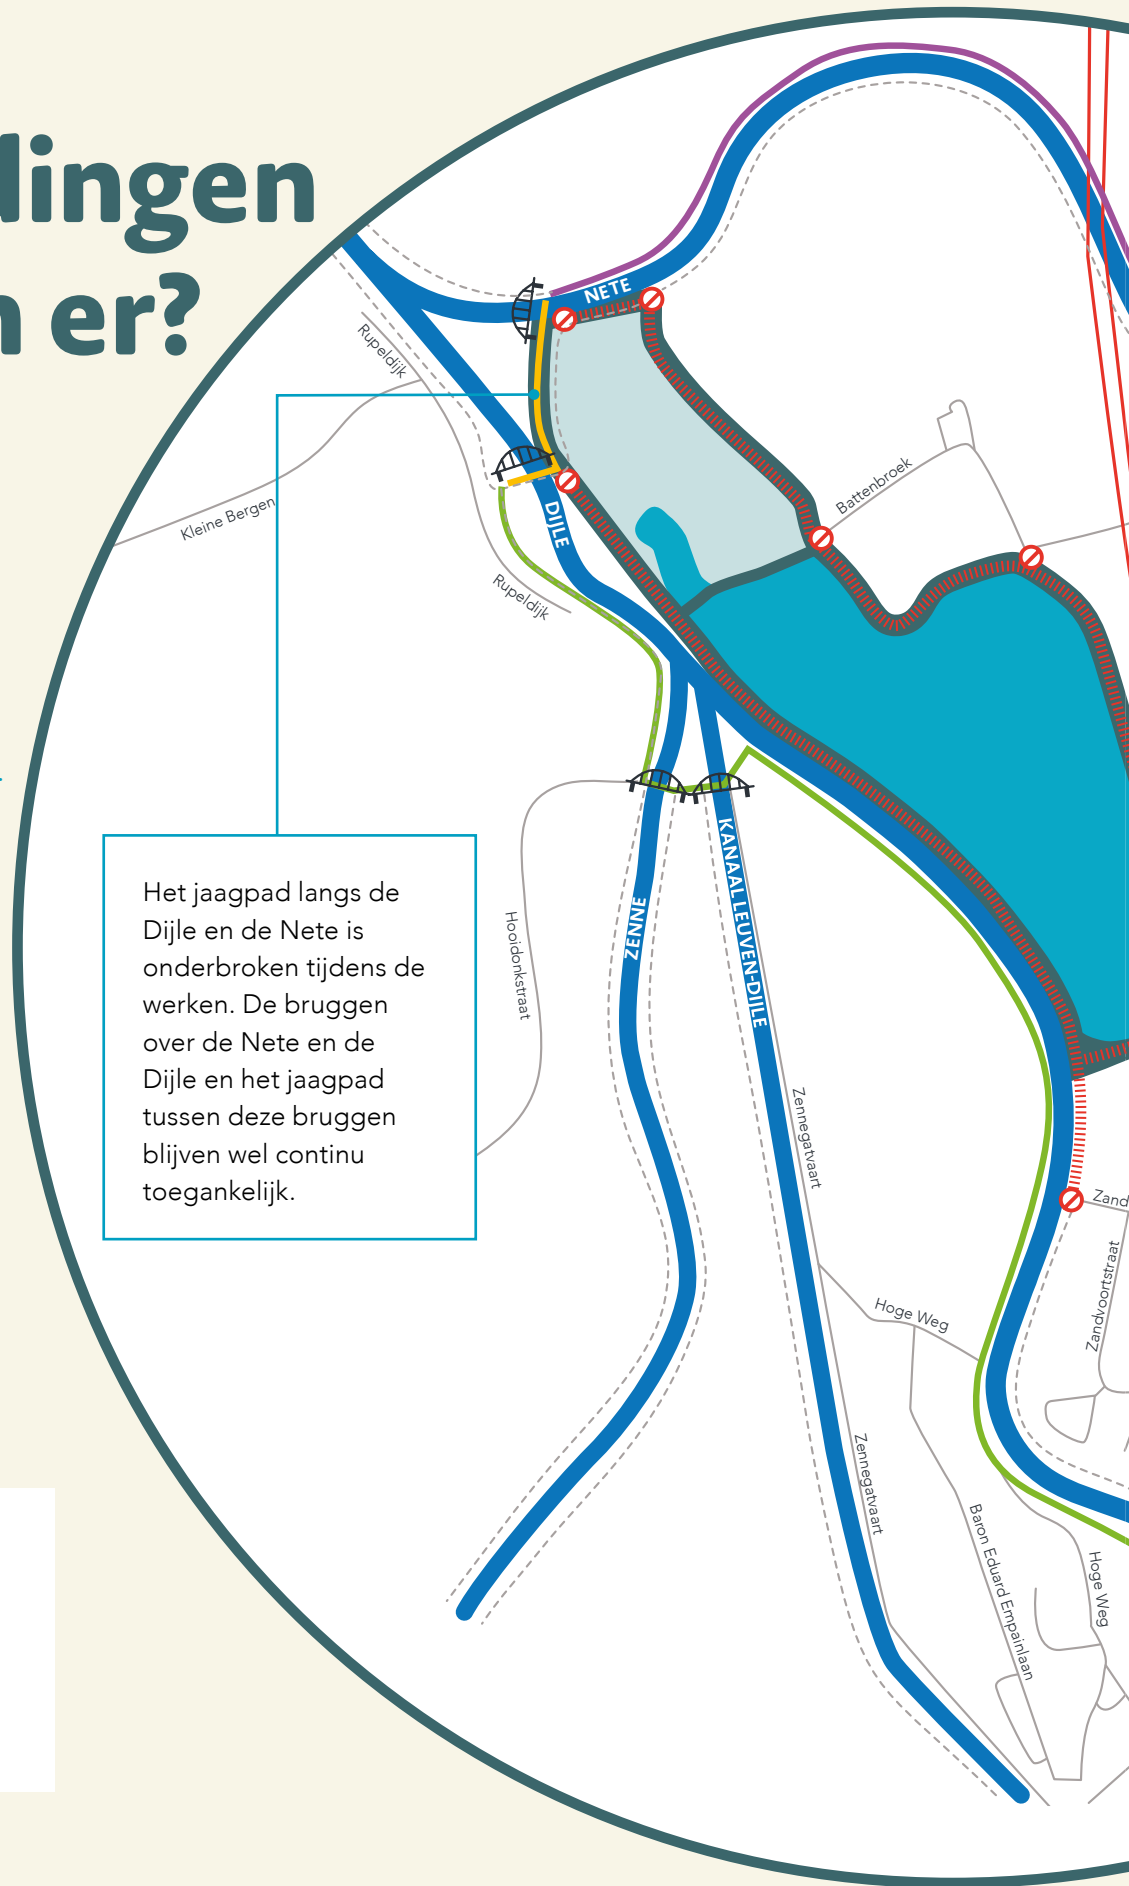 lingen
er?
NETE
Rupeldijk
Battenbroek
Kleine Bergen
DIJLE
Rupeldijk
Het jaagpad langs de
Dijle en de Nete is
onderbroken tijdens de
werken. De bruggen
over de Nete en de
Dijle en het jaagpad
tussen deze bruggen
blijven wel continu
toegankelijk.
Hooidonkstraat
ZENNE
KANAAL LEUVEN-DIJLE
Zennegatvaart
Zand
Zandvoortstraat
Hoge Weg
Zennegatvaart
Baron Eduard Empainlaan
Hoge Weg